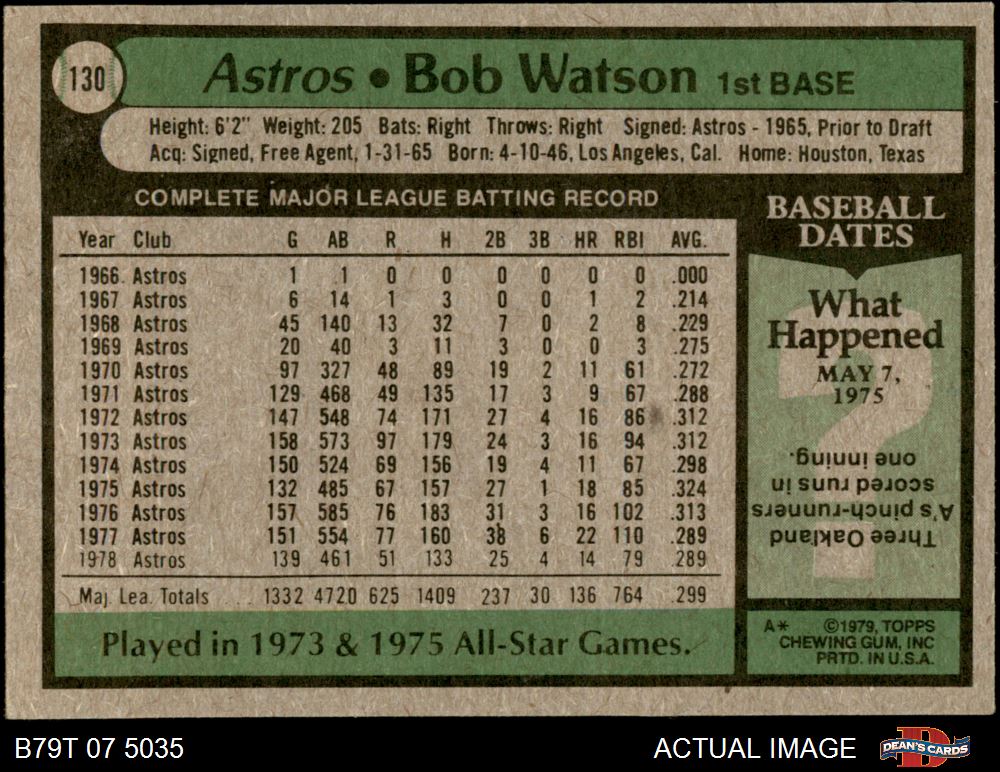 130
Astros • Bob Watson 1st BASE
Height: 6'2" Weight: 205 Bats: Right Throws: Right Signed: Astros - 1965, Prior to Draft
Acq: Signed, Free Agent, 1-31-65 Born: 4-10-46, Los Angeles, Cal. Home: Houston, Texas
COMPLETE MAJOR LEAGUE BATTING RECORD
Year Club G AB R H 2B 3B HR RBI AVG.
1966 Astros 1 1 0 0 0 0 0 0 .000
1967 Astros 6 14 1 3 0 0 1 2 .214
1968 Astros 45 140 13 32 7 0 2 8 .229
1969 Astros 20 40 3 11 3 0 0 3 .275
1970 Astros 97 327 48 89 19 2 11 61 .272
1971 Astros 129 468 49 135 17 3 9 67 .288
1972 Astros 147 548 74 171 27 4 16 86 .312
1973 Astros 158 573 97 179 24 3 16 94 .312
1974 Astros 150 524 69 156 19 4 11 67 .298
1975 Astros 132 485 67 157 27 1 18 85 .324
1976 Astros 157 585 76 183 31 3 16 102 .313
1977 Astros 151 554 77 160 38 6 22 110 .289
1978 Astros 139 461 51 133 25 4 14 79 .289
Maj. Lea. Totals . . . 1332 4720 625 1409 237 30 136 764 .299
Played in 1973 & 1975 All-Star Games.
BASEBALL
DATES
What
Happened
MAY 7,
1975
?
Three Oakland
A's pinch-runners
scored runs in
one inning.
A* ©1979, TOPPS
CHEWING GUM, INC
PRTD. IN U.S.A.
B79T 07 5035
ACTUAL IMAGE
D
DEAN'S CARDS